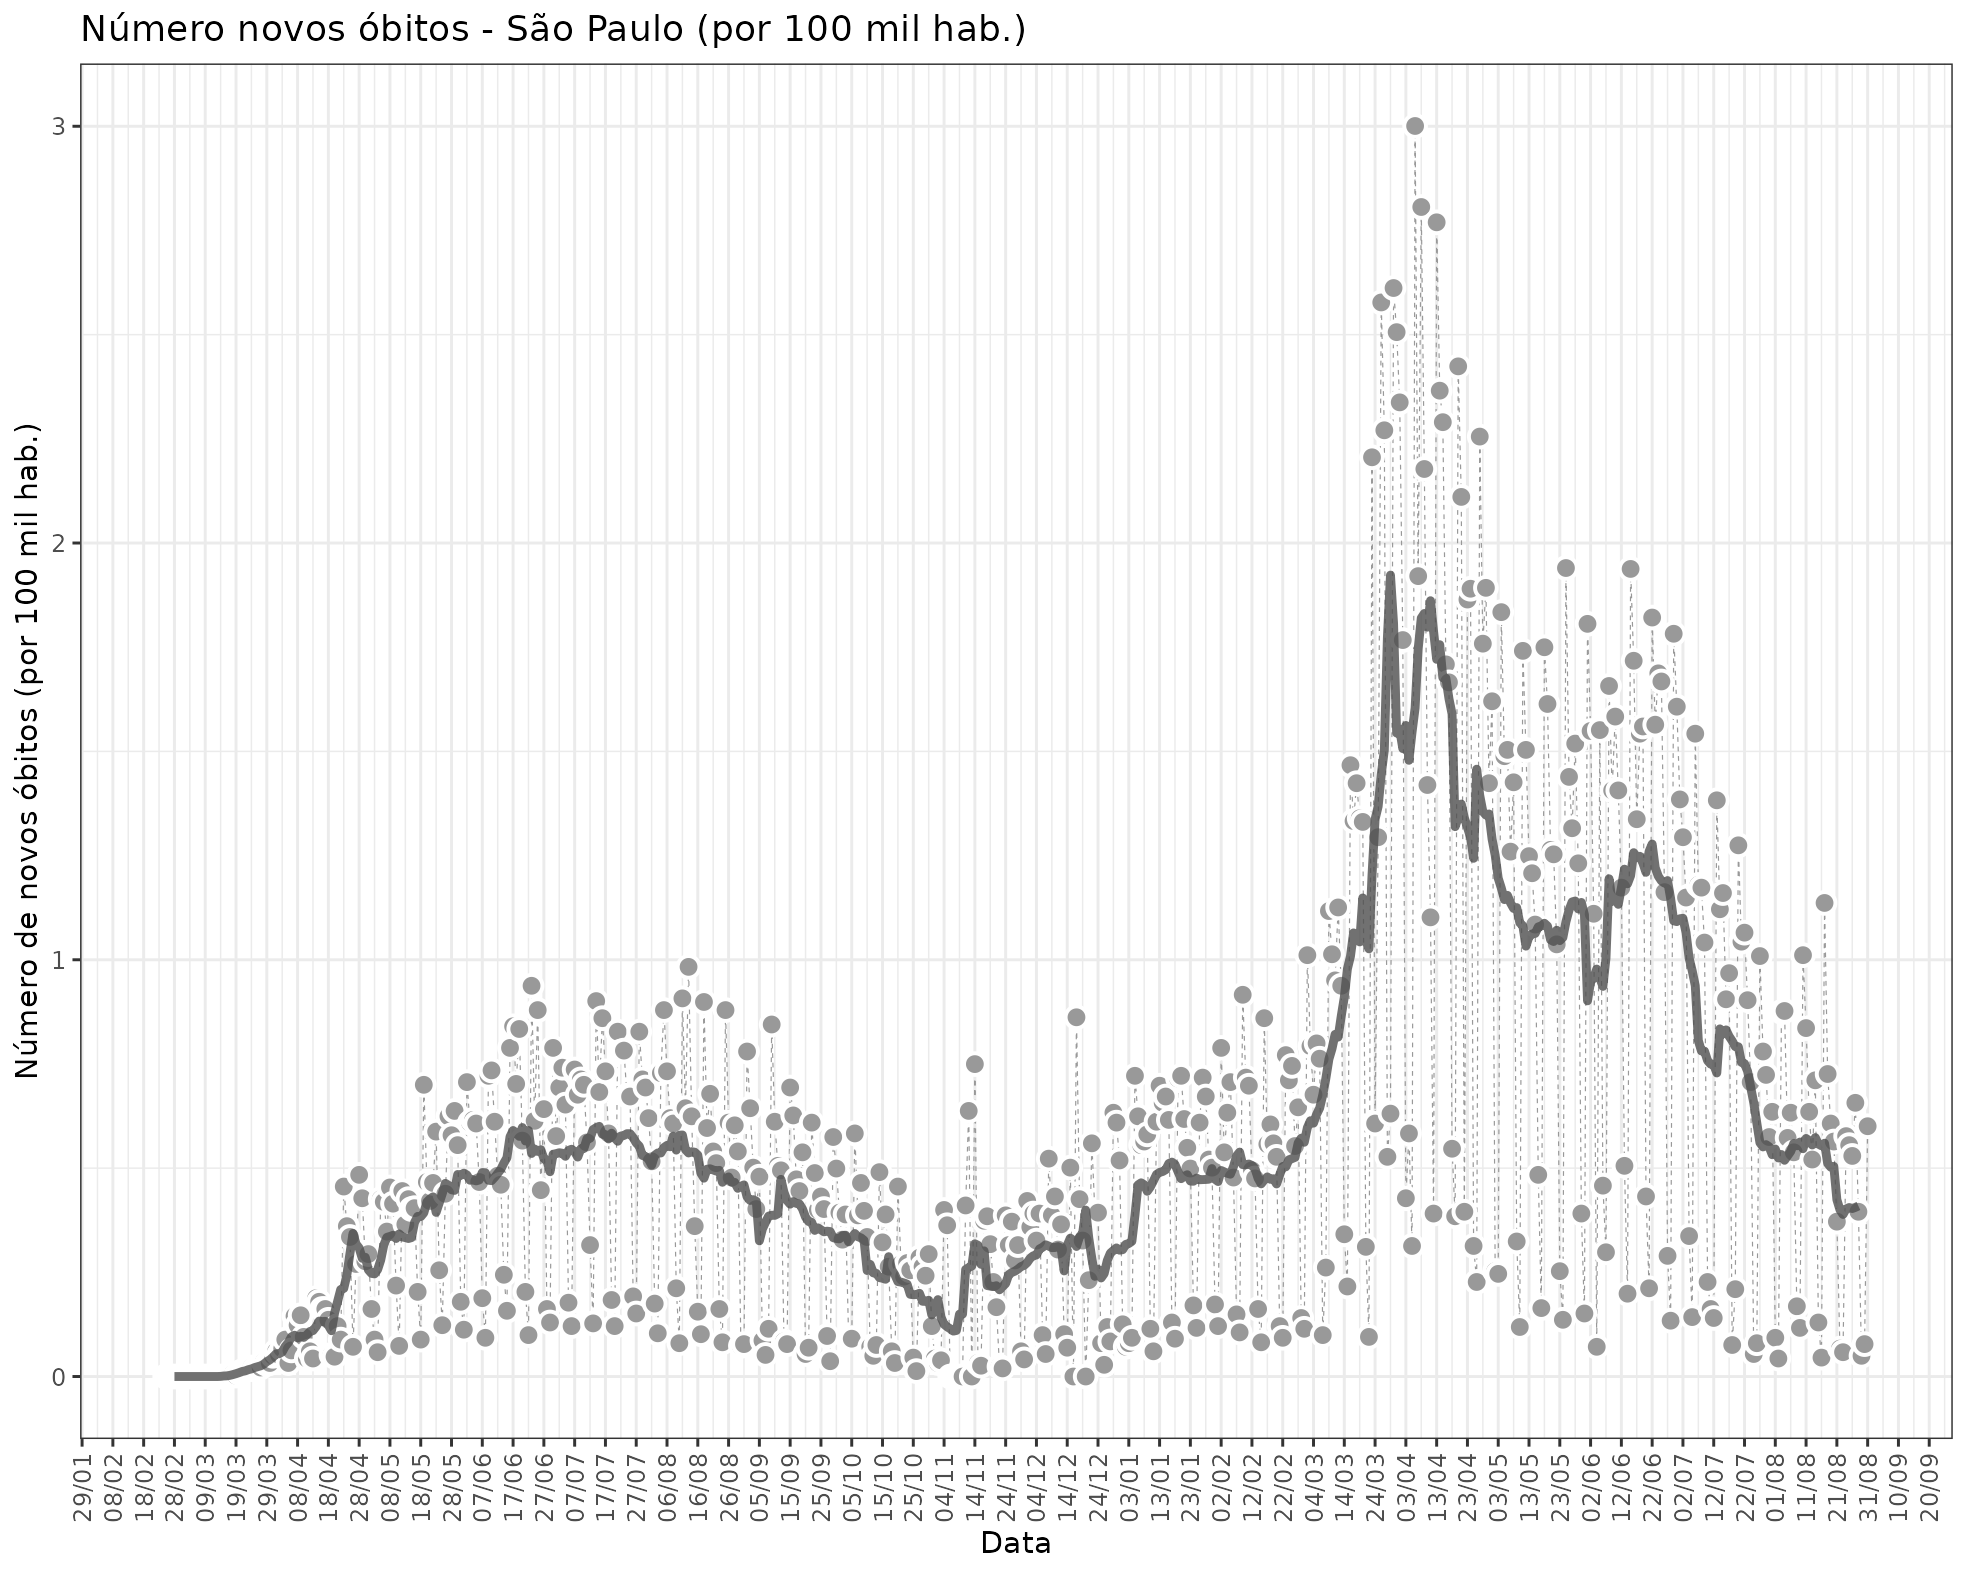 Número novos óbitos - São Paulo (por 100 mil hab.)
Número de novos óbitos (por 100 mil hab.)
3
2
1
0
29/01 08/02 18/02 28/02 09/03 19/03 29/03 08/04 18/04 28/04 08/05 18/05 28/05 07/06 17/06 27/06 07/07 17/07 27/07 06/08 16/08 26/08 05/09 15/09 25/09 05/10 15/10 25/10 04/11 14/11 24/11 04/12 14/12 24/12 03/01 13/01 23/01 02/02 12/02 22/02 04/03 14/03 24/03 03/04 13/04 23/04 03/05 13/05 23/05 02/06 12/06 22/06 02/07 12/07 22/07 01/08 11/08 21/08 31/08 10/09 20/09
Data